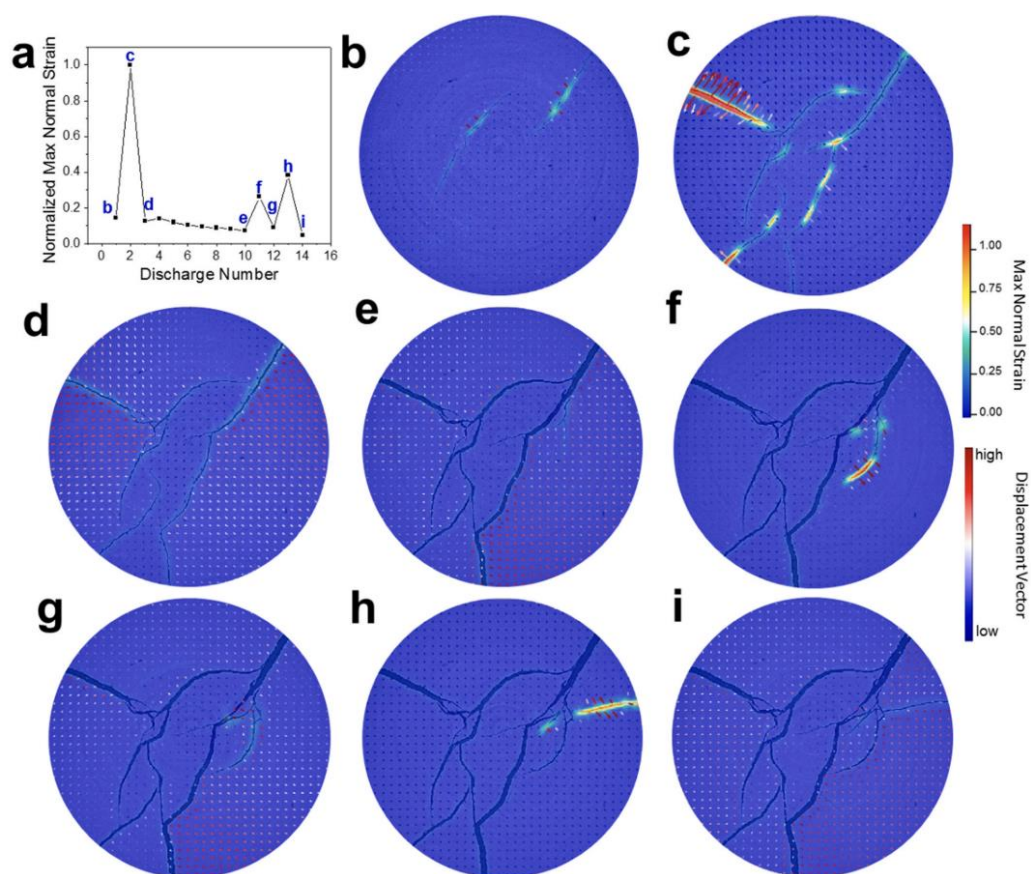 a
Normalized Max Normal Strain
1.0
0.8
0.6
0.4
0.2
0.0
b
c
d
e
f
g
h
i
0 2 4 6 8 10 12 14 16
Discharge Number
b
c
1.00
0.75
0.50
0.25
0.00
Max Normal Strain
d
e
f
high
low
Displacement Vector
g
h
i